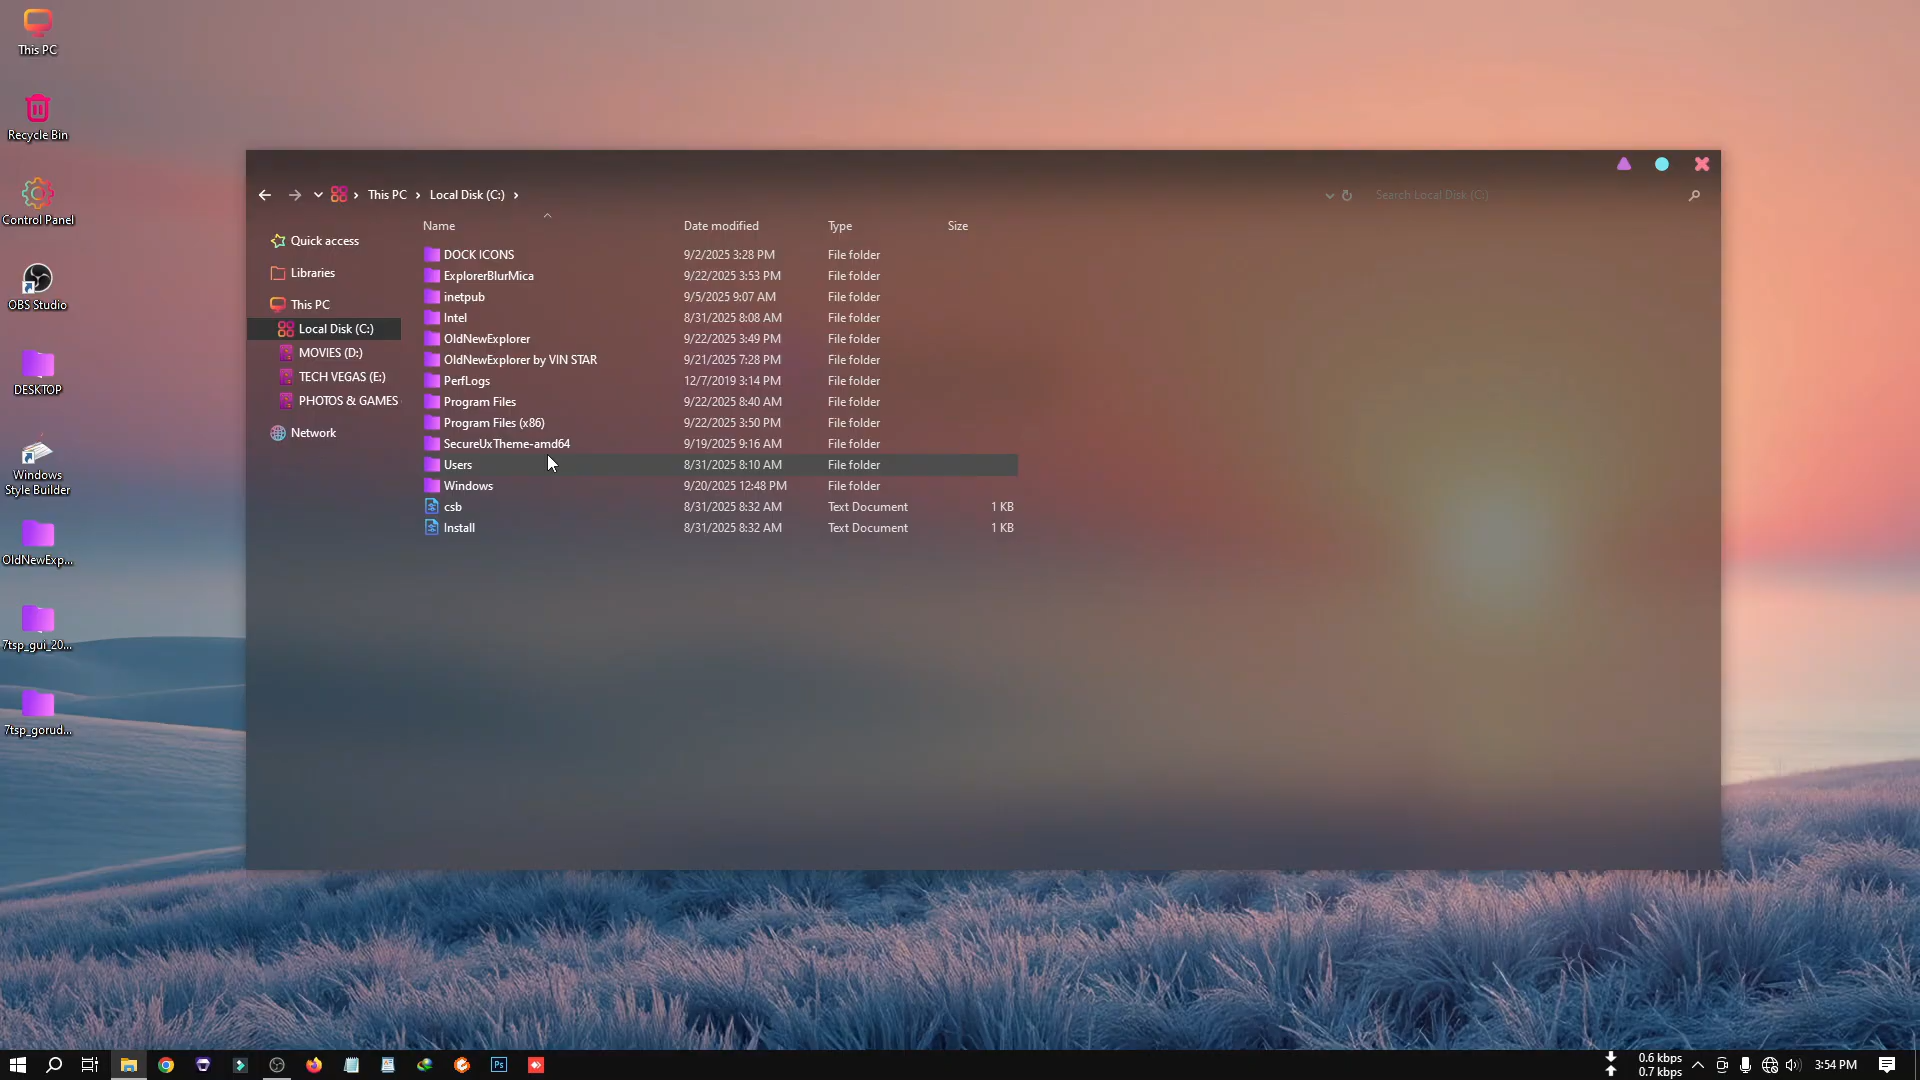 This PC
Recycle Bin
Control Panel
OBS Studio
DESKTOP
Windows
Style Builder
OldNewExp...
7tsp_gui_20...
7tsp_gorud...
This PC
Local Disk (C:)
Search Local Disk (C:)
Quick access
Libraries
This PC
Local Disk (C:)
MOVIES (D:)
TECH VEGAS (E:)
PHOTOS & GAMES
Network
Name Date modified Type Size
DOCK ICONS 9/2/2025 3:28 PM File folder
ExplorerBlurMica 9/22/2025 3:53 PM File folder
inetpub 9/5/2025 9:07 AM File folder
Intel 8/31/2025 8:08 AM File folder
OldNewExplorer 9/22/2025 3:49 PM File folder
OldNewExplorer by VIN STAR 9/21/2025 7:28 PM File folder
PerfLogs 12/7/2019 3:14 PM File folder
Program Files 9/22/2025 8:40 AM File folder
Program Files (x86) 9/22/2025 3:50 PM File folder
SecureUxTheme-amd64 9/19/2025 9:16 AM File folder
Users 8/31/2025 8:10 AM File folder
Windows 9/20/2025 12:48 PM File folder
csb 8/31/2025 8:32 AM Text Document 1 KB
Install 8/31/2025 8:32 AM Text Document 1 KB
Ps
0.6 kbps
0.7 kbps
3:54 PM